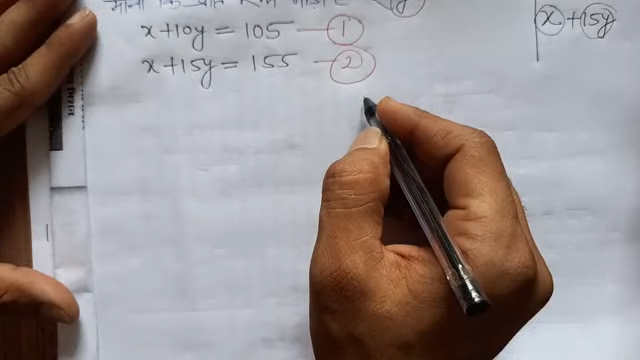 x+10y = 105 — 1
x+15y = 155 — 2
x+15y